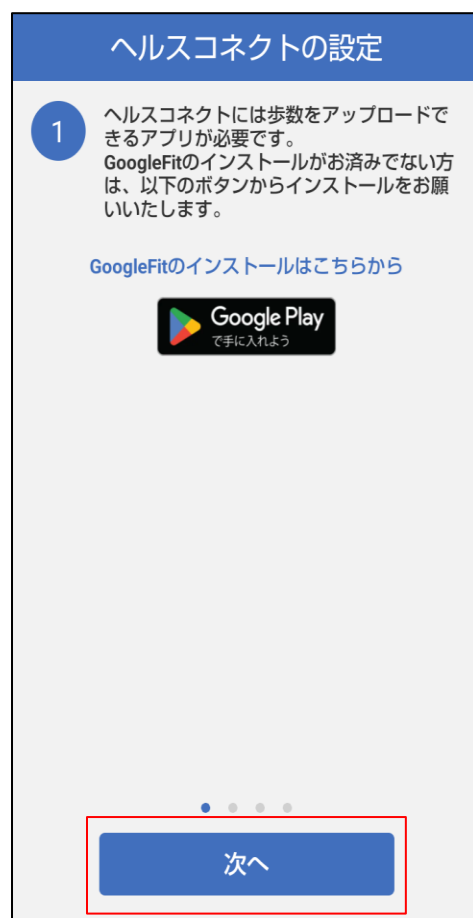 ヘルスコネクトの設定
1
ヘルスコネクトには歩数をアップロードで
きるアプリが必要です。
GoogleFitのインストールがお済みでない方
は、以下のボタンからインストールをお願
いいたします。
GoogleFitのインストールはこちらから
Google Play
で手に入れよう
次へ